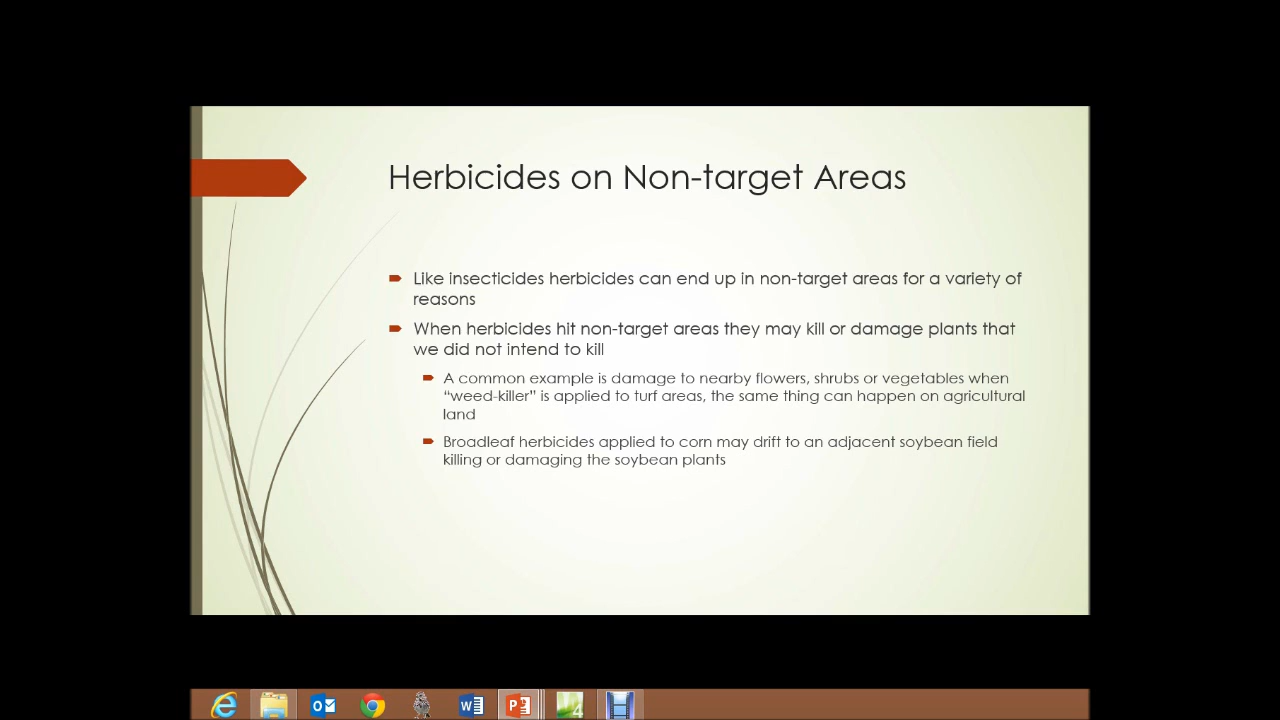 Herbicides on Non-target Areas
Like insecticides herbicides can end up in non-target areas for a variety of
reasons
When herbicides hit non-target areas they may kill or damage plants that
we did not intend to kill
A common example is damage to nearby flowers, shrubs or vegetables when
“weed-killer” is applied to turf areas, the same thing can happen on agricultural
land
Broadleaf herbicides applied to corn may drift to an adjacent soybean field
killing or damaging the soybean plants